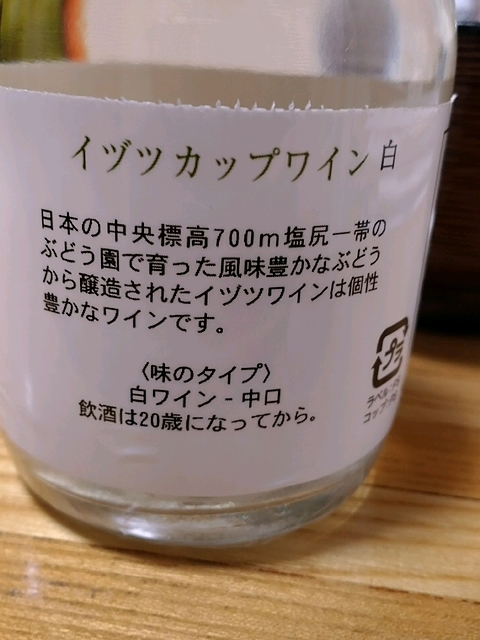 イヅツカップワイン 白
日本の中央標高700m塩尻一帯の
ぶどう園で育った風味豊かなぶどう
から醸造されたイヅツワインは個性
豊かなワインです。
〈味のタイプ〉
白ワイン - 中口
飲酒は20歳になってから。
プラ
ラベル:PS
コップ:PE